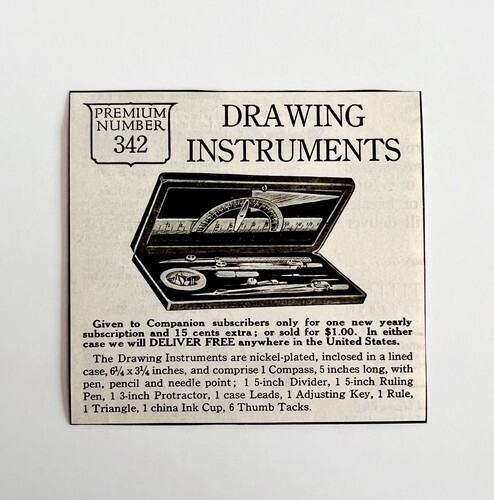 PREMIUM
NUMBER
342
DRAWING
INSTRUMENTS
Given to Companion subscribers only for one new yearly
subscription and 15 cents extra; or sold for $1.00. In either
case we will DELIVER FREE anywhere in the United States.
The Drawing Instruments are nickel-plated, inclosed in a lined
case, 6¼ x 3¼ inches, and comprise 1 Compass, 5 inches long, with
pen, pencil and needle point; 1 5-inch Divider, 1 5-inch Ruling
Pen, 1 3-inch Protractor, 1 case Leads, 1 Adjusting Key, 1 Rule,
1 Triangle, 1 china Ink Cup, 6 Thumb Tacks.